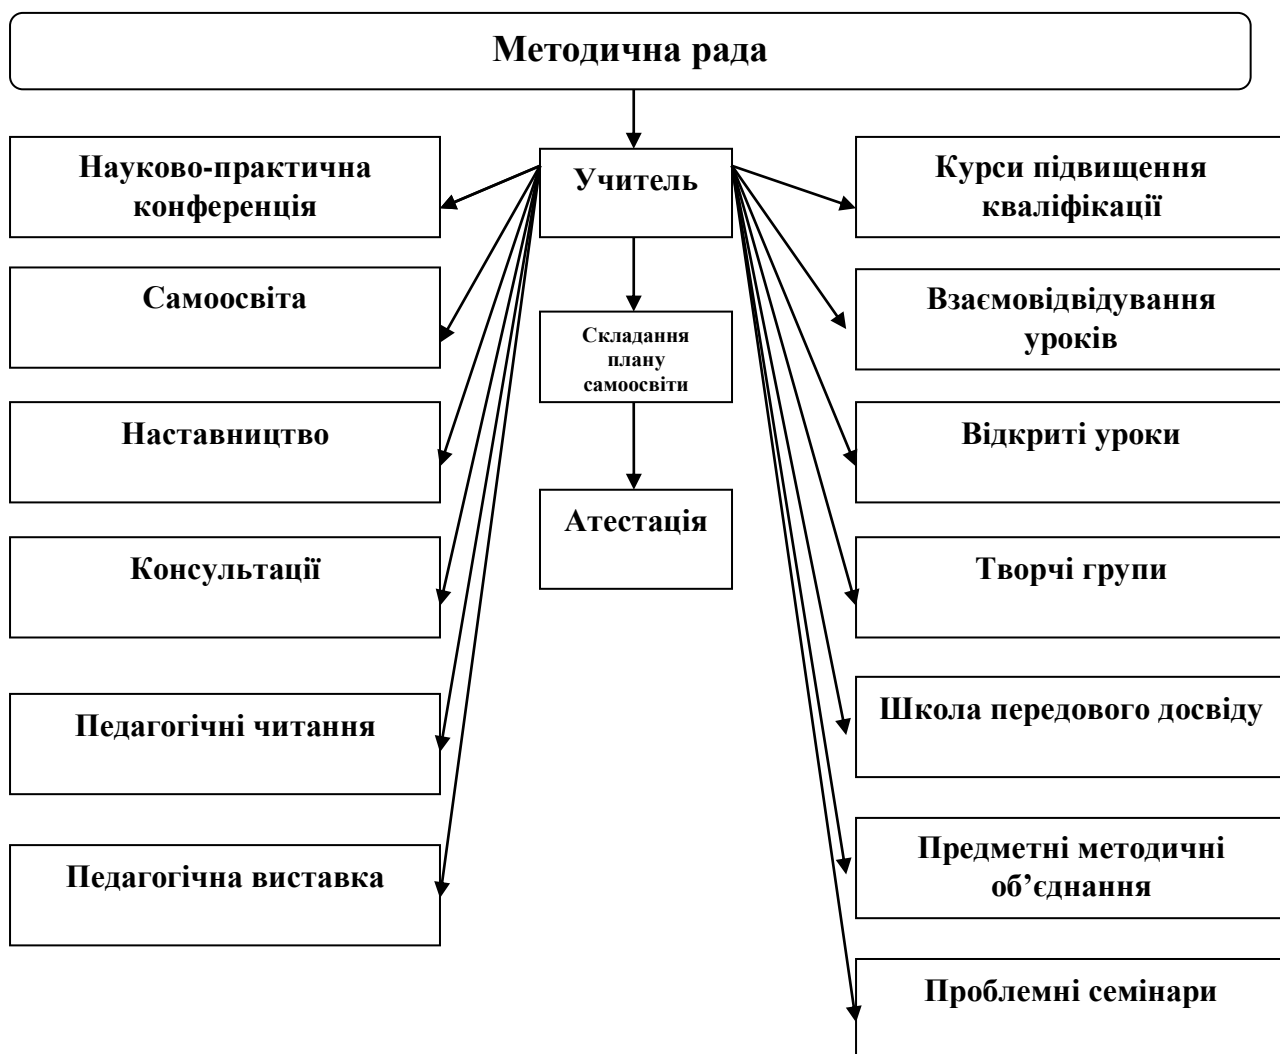 Методична рада
Науково-практична
конференція
Учитель
Курси підвищення
кваліфікації
Самоосвіта
Складання
плану
самоосвіти
Взаємовідвідування
уроків
Наставництво
Відкриті уроки
Атестація
Консультації
Творчі групи
Педагогічні читання
Школа передового досвіду
Педагогічна виставка
Предметні методичні
об’єднання
Проблемні семінари